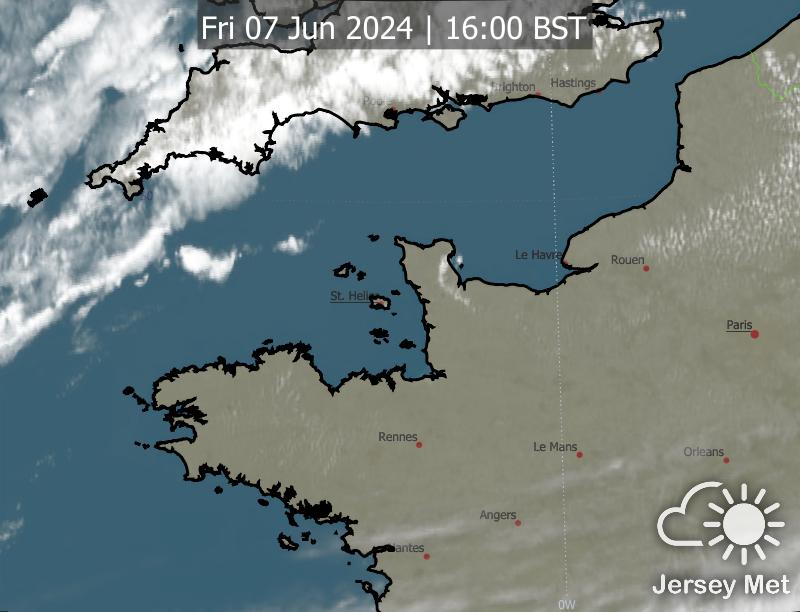 Fri 07 Jun 2024 | 16:00 BST
Brighton
Hastings
Le Havre
Rouen
St. Helier
Paris
Rennes
Le Mans
Orleans
Angers
Nantes
Jersey Met
0W